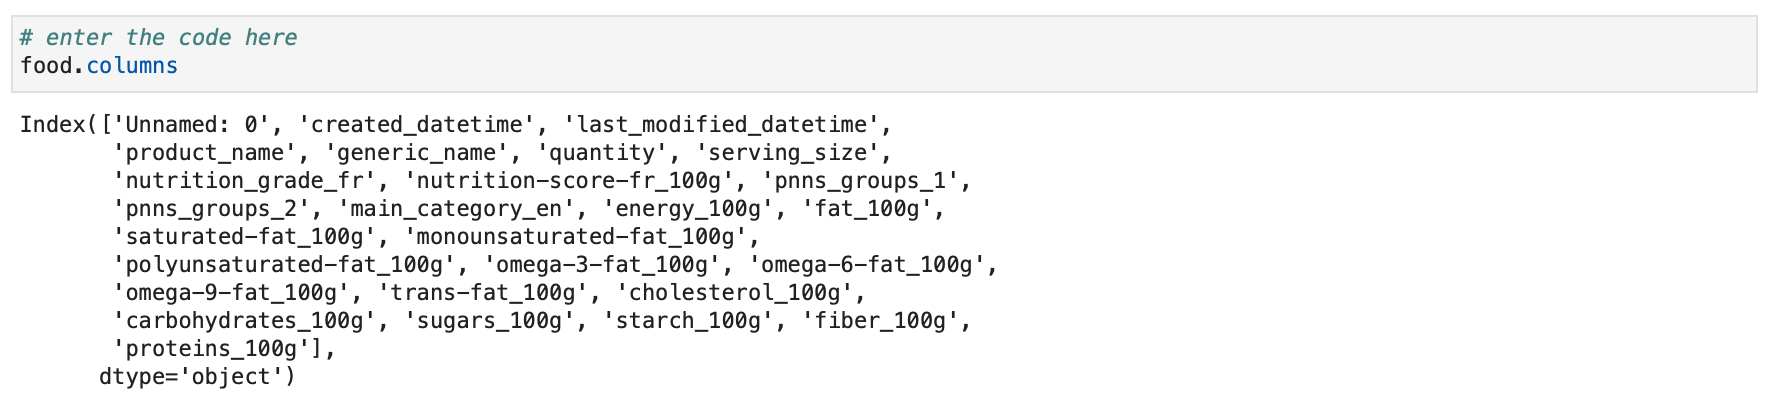 # enter the code here
food.columns
Index(['Unnamed: 0', 'created_datetime', 'last_modified_datetime',
       'product_name', 'generic_name', 'quantity', 'serving_size',
       'nutrition_grade_fr', 'nutrition-score-fr_100g', 'pnns_groups_1',
       'pnns_groups_2', 'main_category_en', 'energy_100g', 'fat_100g',
       'saturated-fat_100g', 'monounsaturated-fat_100g',
       'polyunsaturated-fat_100g', 'omega-3-fat_100g', 'omega-6-fat_100g',
       'omega-9-fat_100g', 'trans-fat_100g', 'cholesterol_100g',
       'carbohydrates_100g', 'sugars_100g', 'starch_100g', 'fiber_100g',
       'proteins_100g'],
      dtype='object')